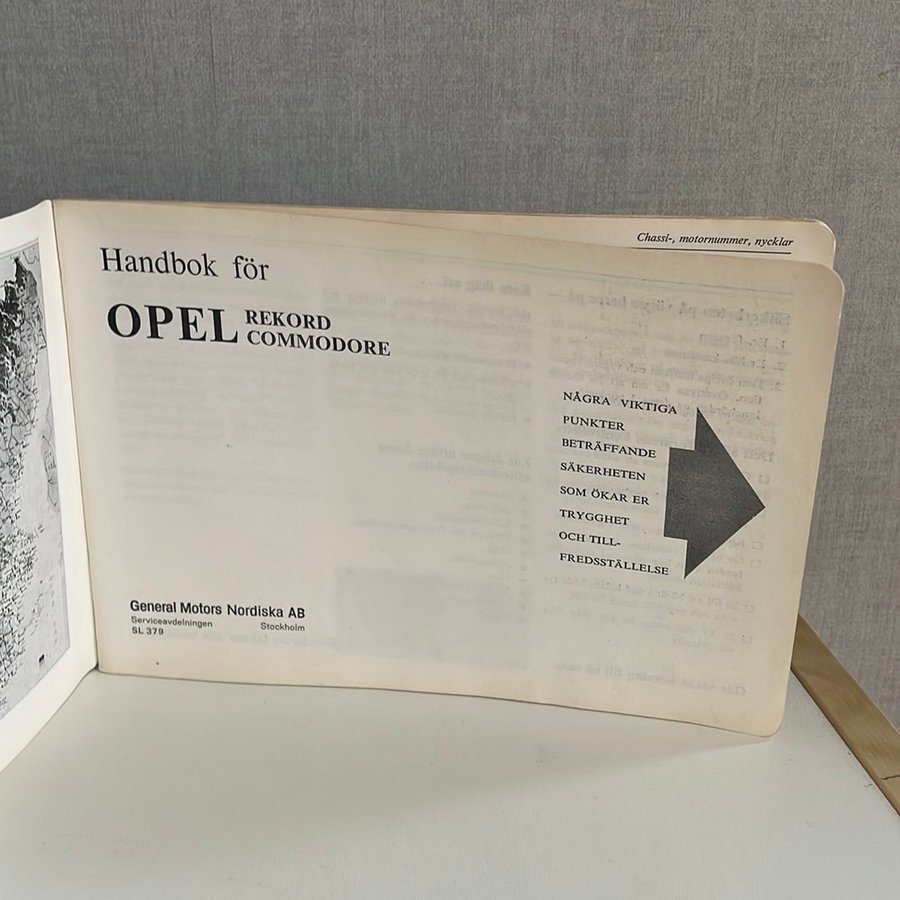 Chassi-, motornummer, nycklar
Handbok för
OPEL REKORD
COMMODORE
NÅGRA VIKTIGA
PUNKTER
BETRÄFFANDE
SÄKERHETEN
SOM ÖKAR ER
TRYGGHET
OCH TILL-
FREDSSTÄLLELSE
General Motors Nordiska AB
Serviceavdelningen Stockholm
SL 379